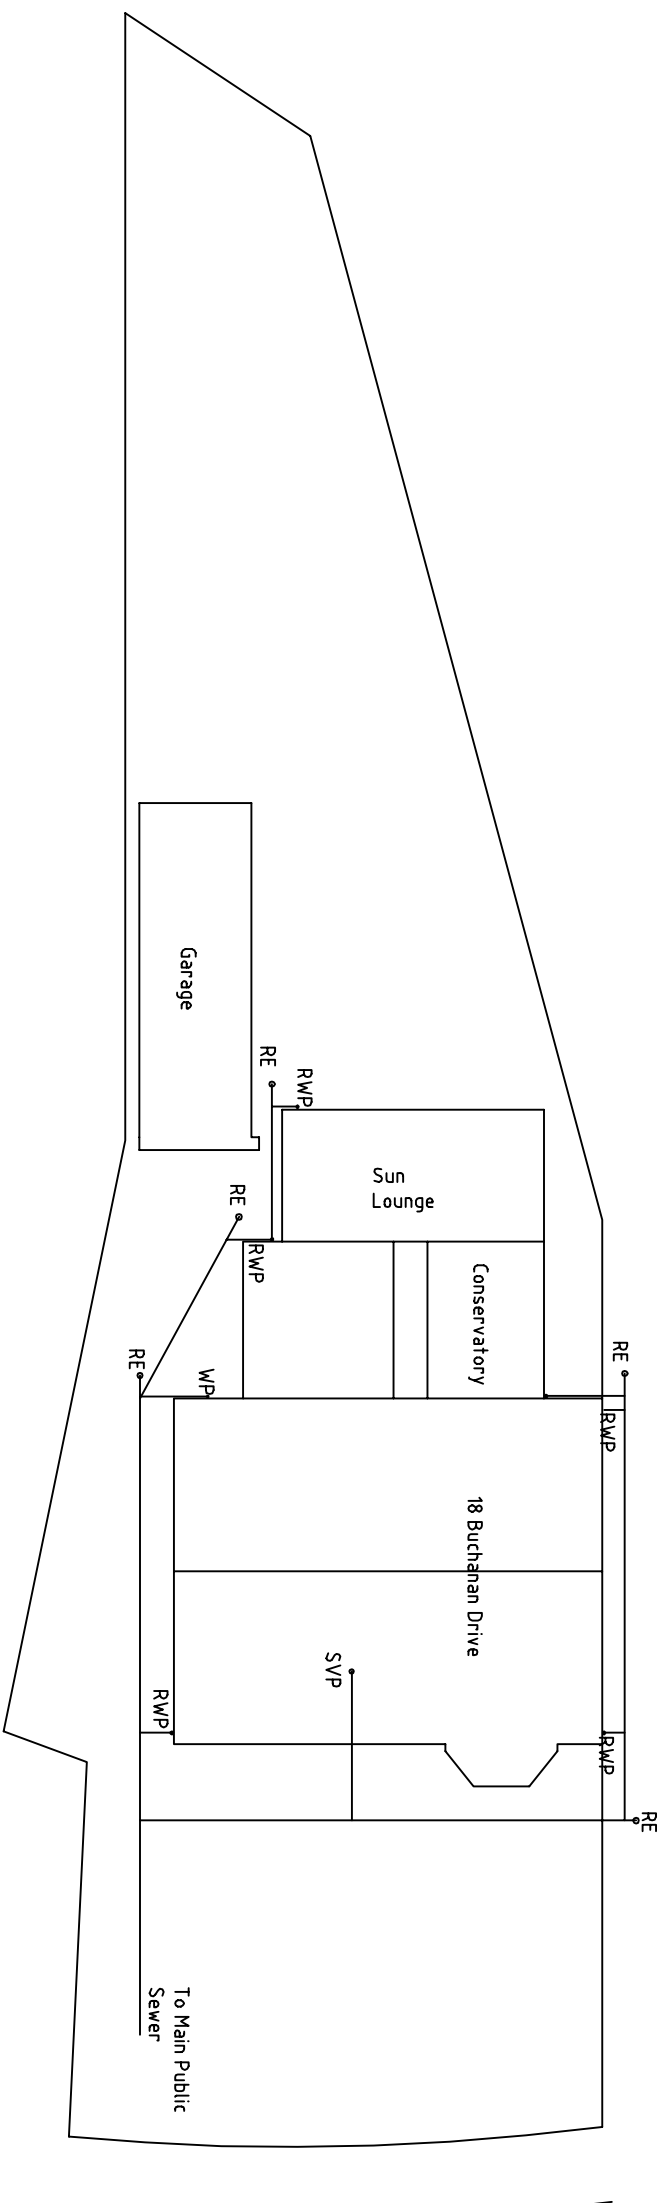 Garage
RE
RWP
Sun
Lounge
RE
RWP
Conservatory
RE
WP
RE
RWP
18 Buchanan Drive
SVP
RWP
RWP
RE
To Main Public
Sewer